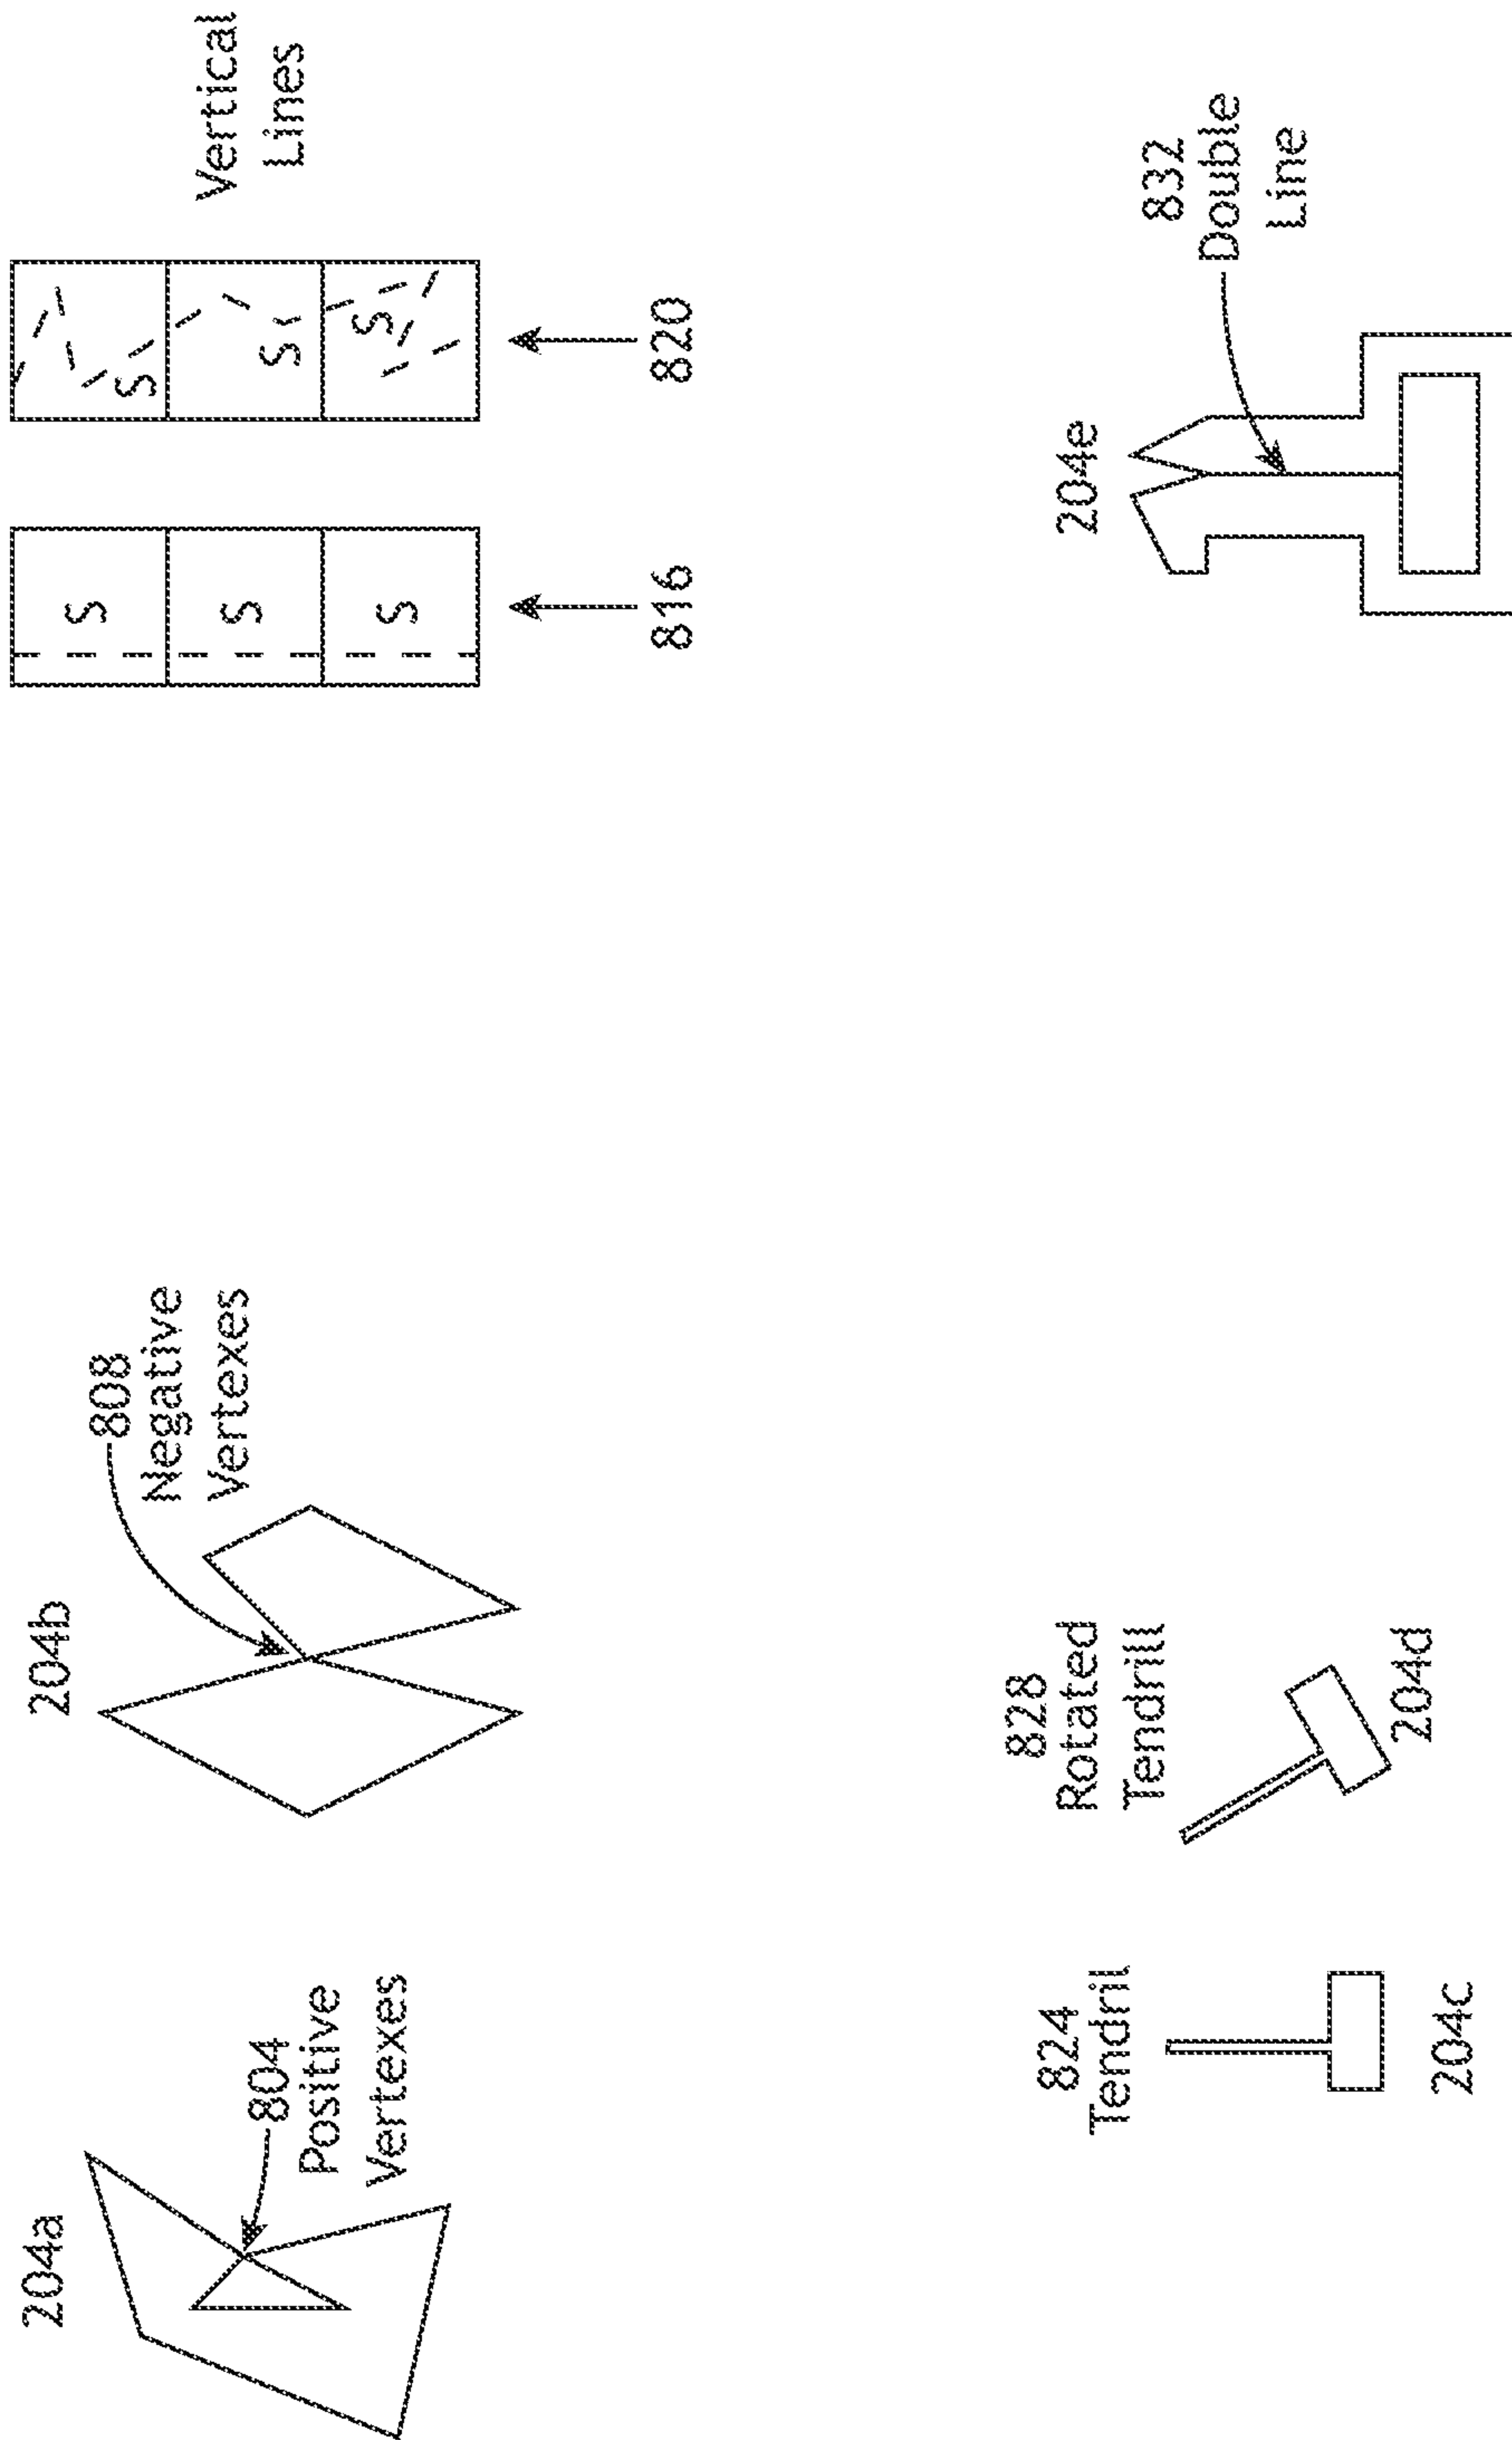 204a
804
Positive
Vertexes
204b
808
Negative
Vertexes
S
S
S
816
S
S
S
820
Vertical
Lines
824
Tendril
204c
828
Rotated
Tendrill
204d
204e
832
Double
Line